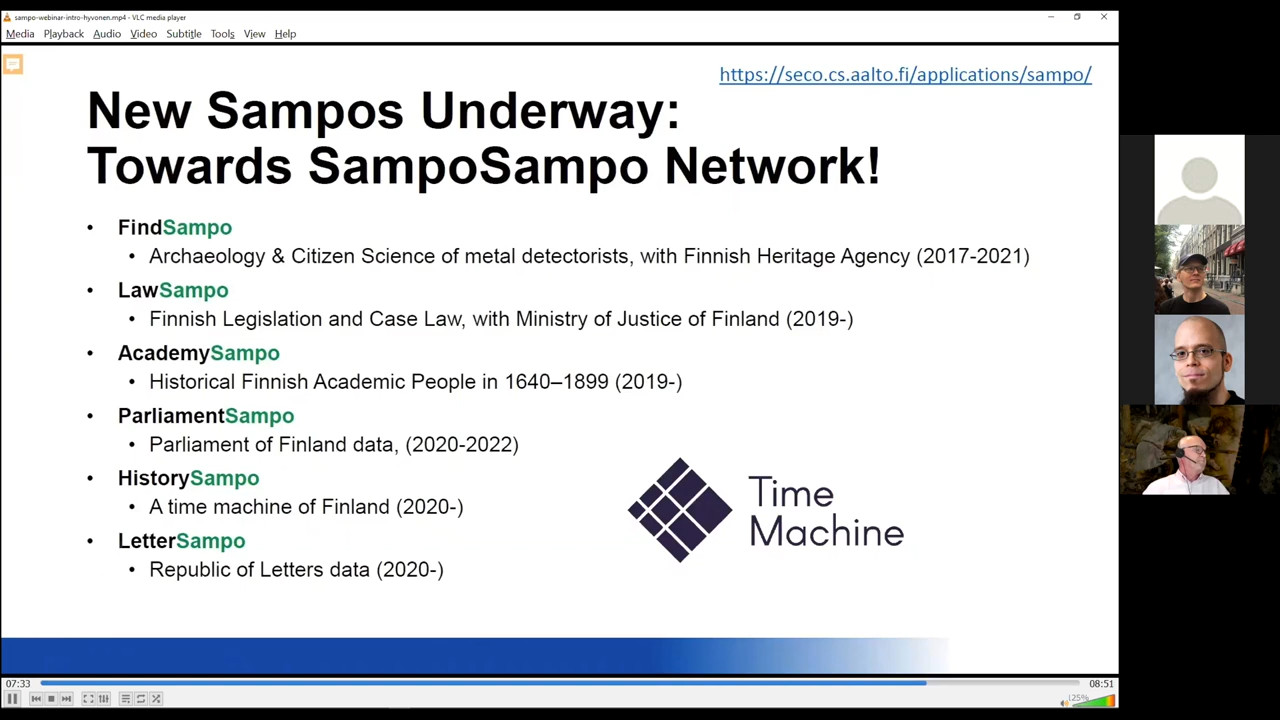 sampo-webinar-intro-hyvonen.mp4 - VLC media player
Media Playback Audio Video Subtitle Tools View Help
https://seco.cs.aalto.fi/applications/sampo/
New Sampos Underway:
Towards SampoSampo Network!
• FindSampo
• Archaeology & Citizen Science of metal detectorists, with Finnish Heritage Agency (2017-2021)
• LawSampo
• Finnish Legislation and Case Law, with Ministry of Justice of Finland (2019-)
• AcademySampo
• Historical Finnish Academic People in 1640–1899 (2019-)
• ParliamentSampo
• Parliament of Finland data, (2020-2022)
• HistorySampo
• A time machine of Finland (2020-)
• LetterSampo
• Republic of Letters data (2020-)
Time
Machine
07:33
08:51
25%